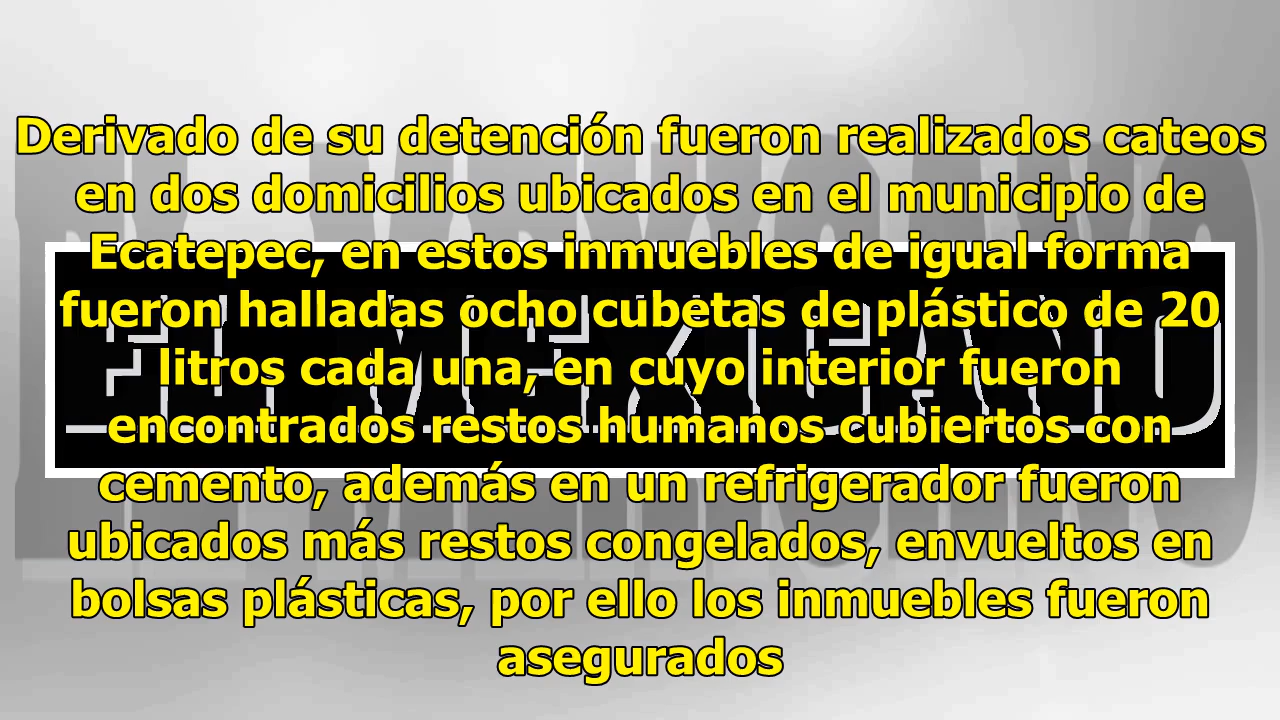 Derivado de su detención fueron realizados cateos
en dos domicilios ubicados en el municipio de
Ecatepec, en estos inmuebles de igual forma
fueron halladas ocho cubetas de plástico de 20
litros cada una, en cuyo interior fueron
encontrados restos humanos cubiertos con
cemento, además en un refrigerador fueron
ubicados más restos congelados, envueltos en
bolsas plásticas, por ello los inmuebles fueron
asegurados
EL MEXICANO